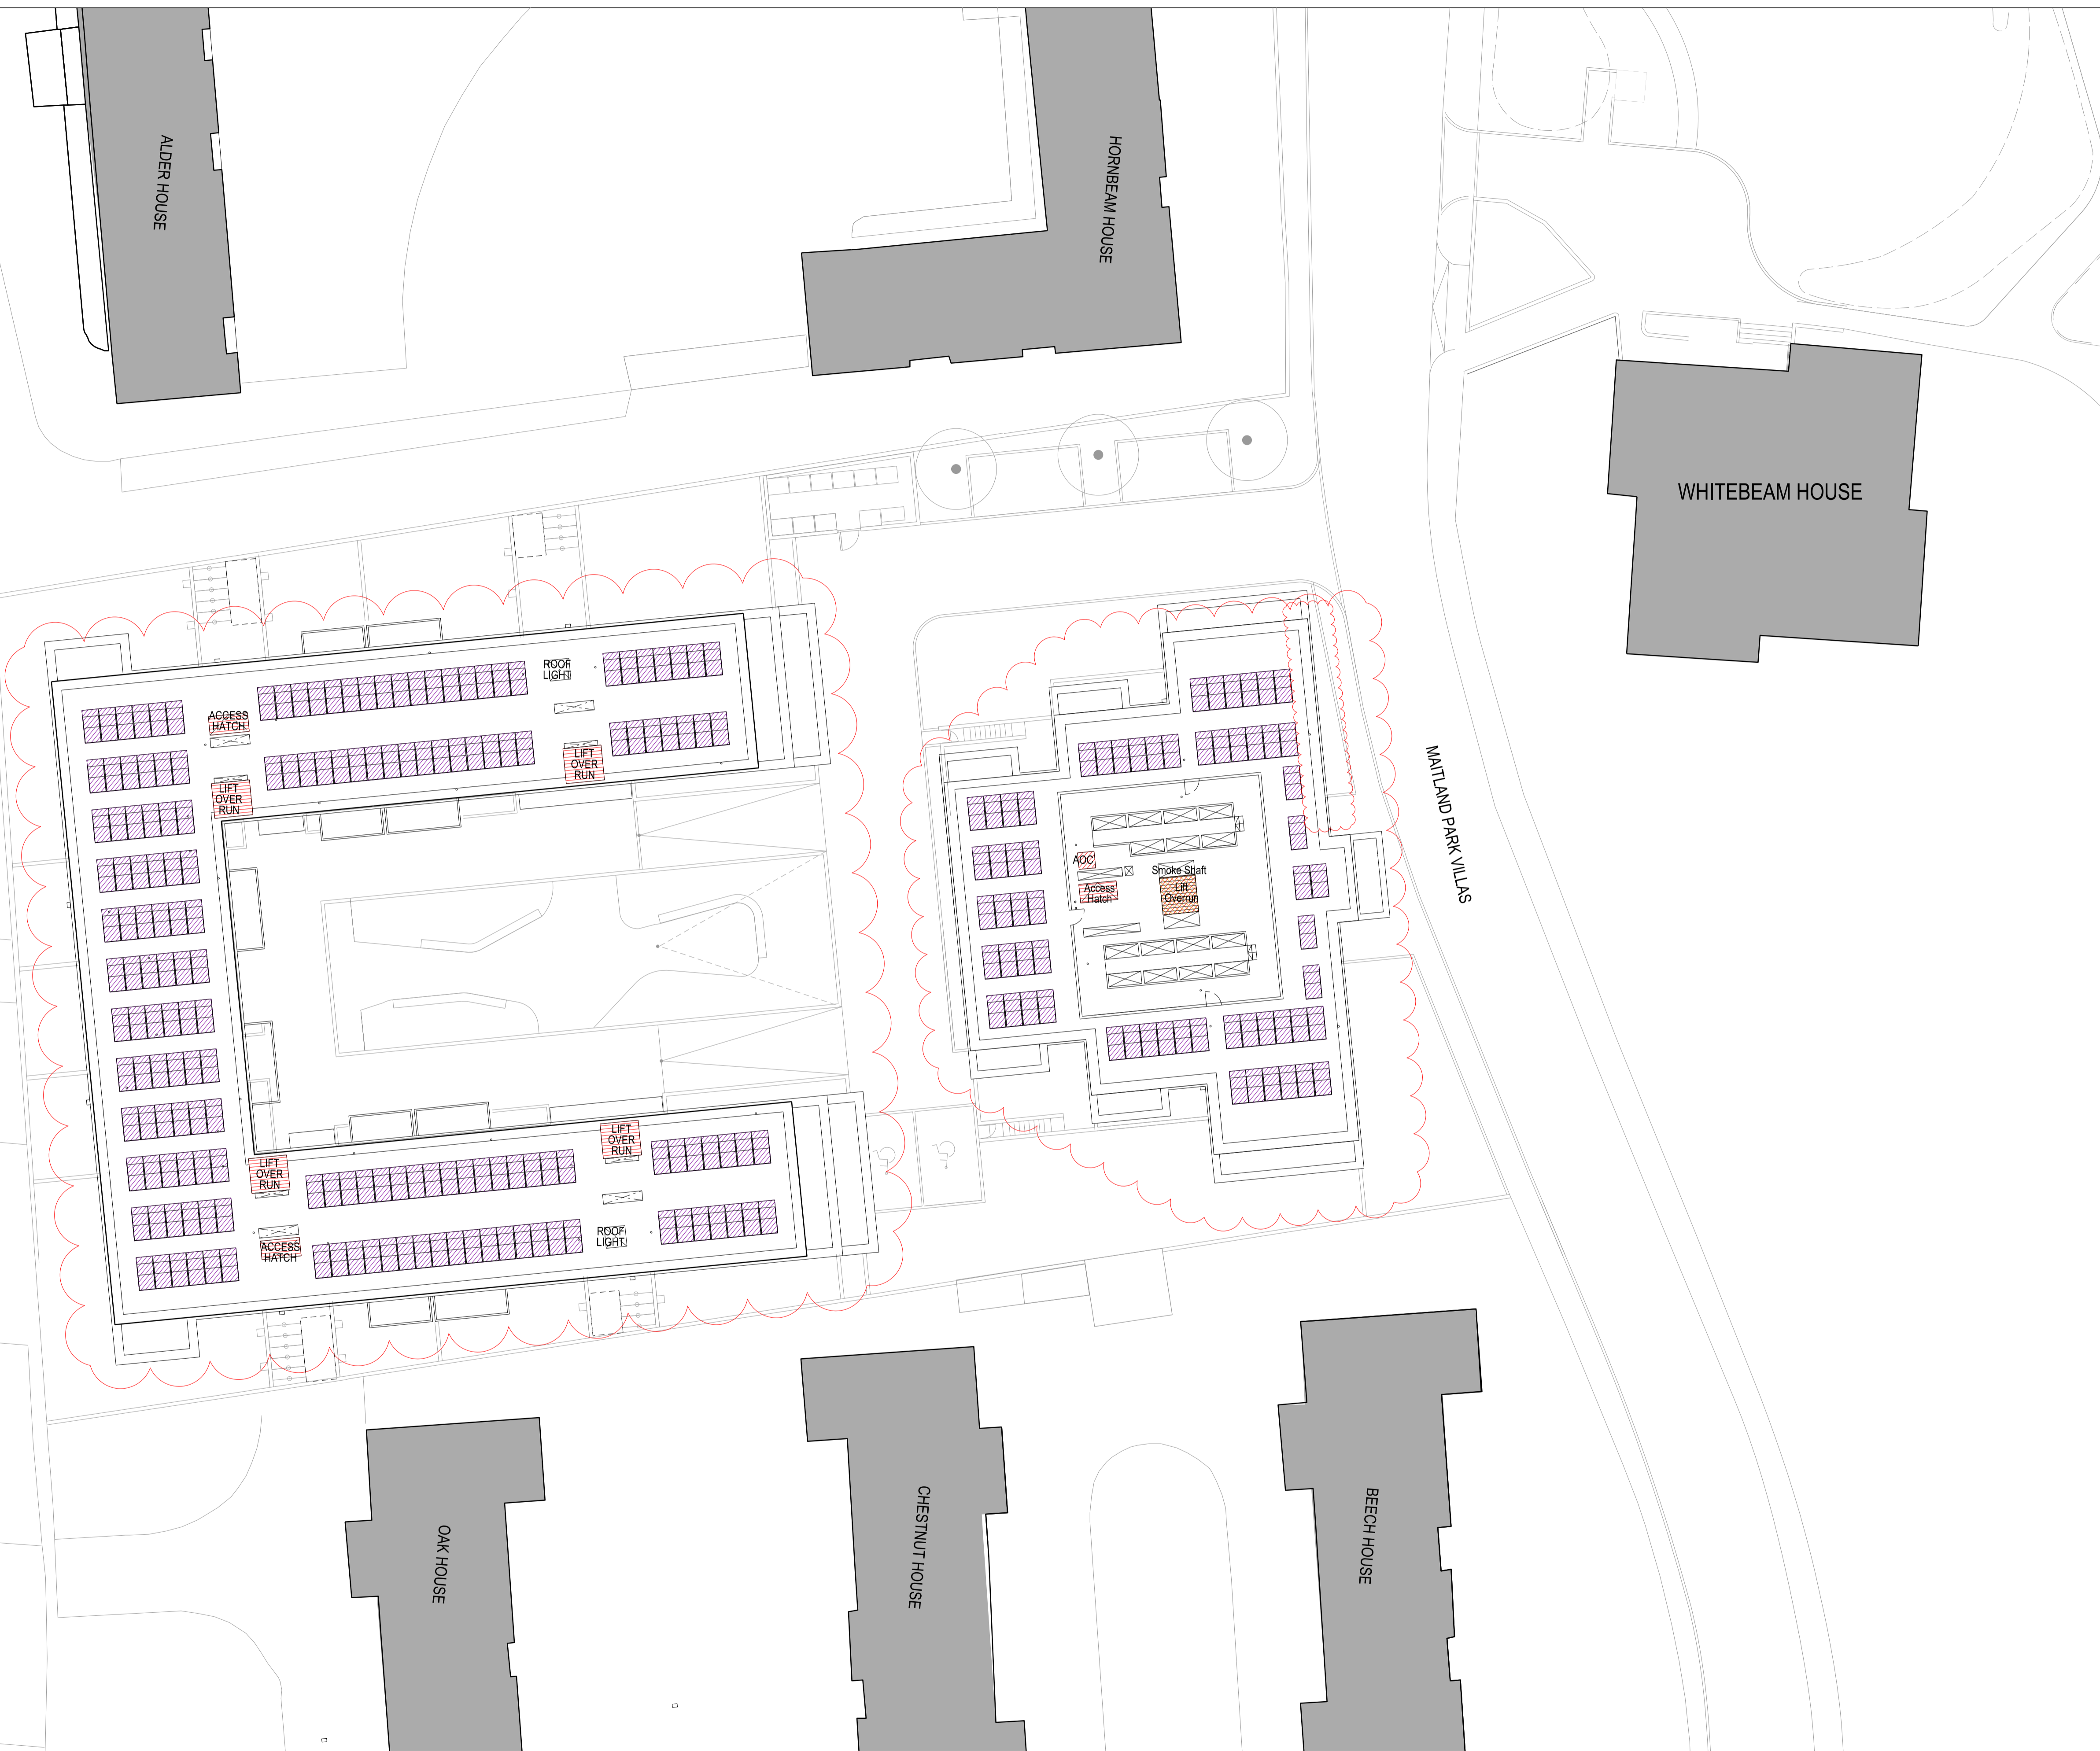 ALDER HOUSE
HORNBEAM HOUSE
WHITEBEAM HOUSE
ROOF
LIGHT
ACCESS
HATCH
LIFT
OVER
RUN
LIFT
OVER
RUN
MAITLAND PARK VILLAS
AOC
Smoke Shaft
Access
Hatch
Lift
Overrun
LIFT
OVER
RUN
LIFT
OVER
RUN
ROOF
LIGHT
ACCESS
HATCH
OAK HOUSE
CHESTNUT HOUSE
BEECH HOUSE